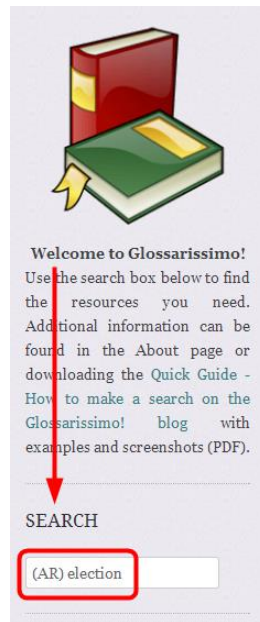 Welcome to Glossarissimo!
Use the search box below to find
the resources you need.
Additional information can be
found in the About page or
downloading the Quick Guide -
How to make a search on the
Glossarissimo! blog with
examples and screenshots (PDF).
SEARCH
(AR) election